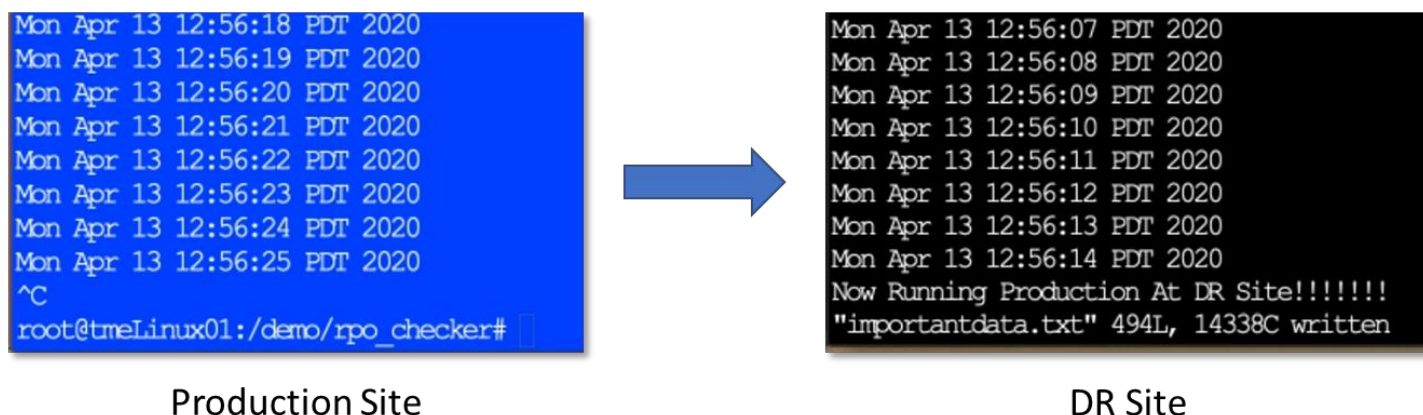 Mon Apr 13 12:56:18 PDT 2020
Mon Apr 13 12:56:19 PDT 2020
Mon Apr 13 12:56:20 PDT 2020
Mon Apr 13 12:56:21 PDT 2020
Mon Apr 13 12:56:22 PDT 2020
Mon Apr 13 12:56:23 PDT 2020
Mon Apr 13 12:56:24 PDT 2020
Mon Apr 13 12:56:25 PDT 2020
^C
root@tmeLinux01:/demo/rpo_checker#
Production Site
Mon Apr 13 12:56:07 PDT 2020
Mon Apr 13 12:56:08 PDT 2020
Mon Apr 13 12:56:09 PDT 2020
Mon Apr 13 12:56:10 PDT 2020
Mon Apr 13 12:56:11 PDT 2020
Mon Apr 13 12:56:12 PDT 2020
Mon Apr 13 12:56:13 PDT 2020
Mon Apr 13 12:56:14 PDT 2020
Now Running Production At DR Site!!!!!!!
"importantdata.txt" 494L, 14338C written
DR Site